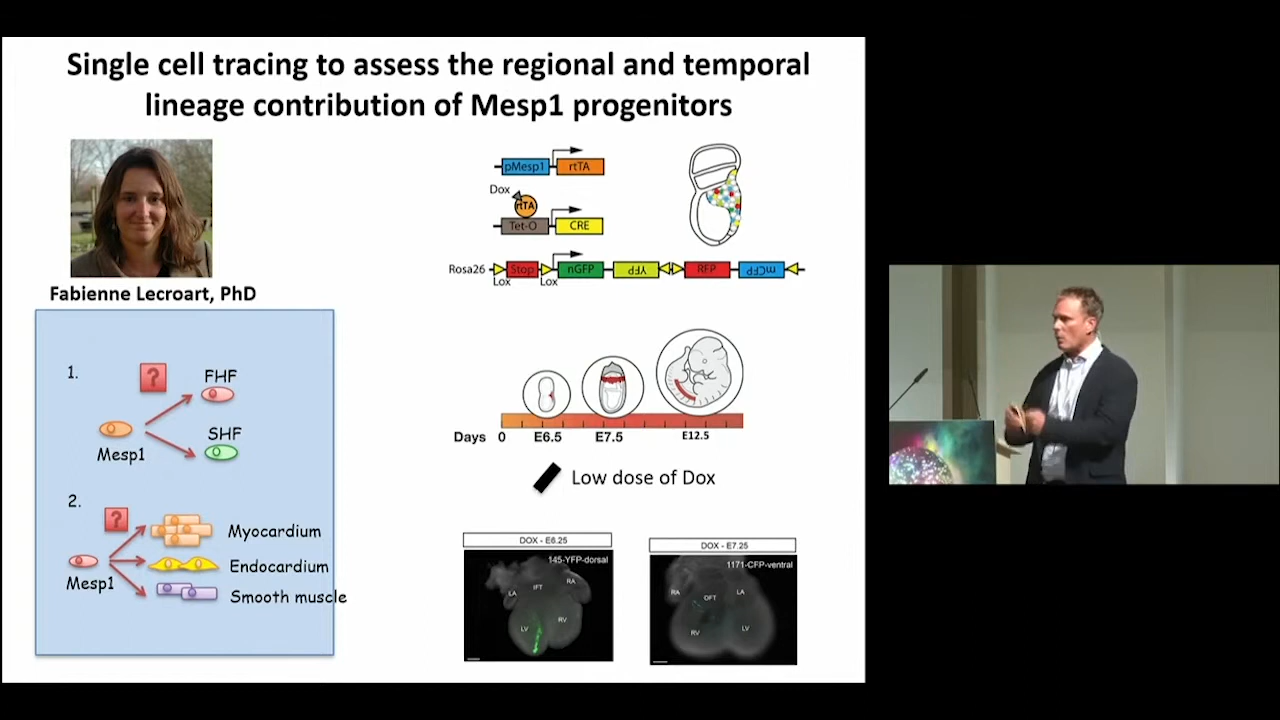 Single cell tracing to assess the regional and temporal
lineage contribution of Mesp1 progenitors
Fabienne Lecroart, PhD
1.
?
FHF
SHF
Mesp1
2.
?
Myocardium
Endocardium
Smooth muscle
Mesp1
pMesp1 rtTA
Dox
rtTA
Tet-O CRE
Rosa26 Stop nGFP YFP RFP mCFP
Lox Lox
Days 0 E6.5 E7.5 E12.5
Low dose of Dox
DOX - E6.25
145-YFP-dorsal
LA IFT RA
LV RV
DOX - E7.25
1171-CFP-ventral
RA OFT LA
RV LV